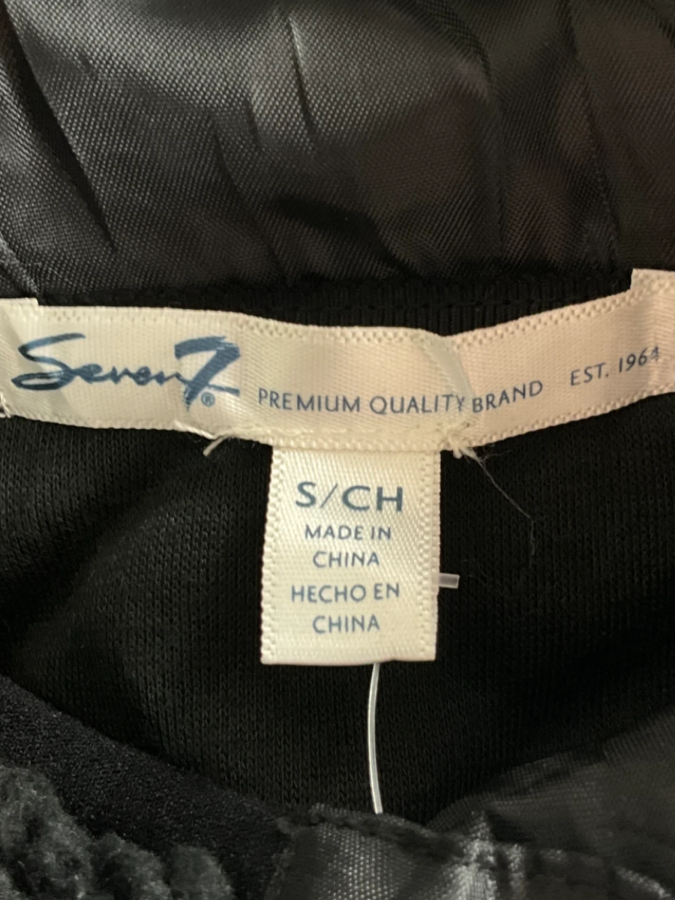 Seven7® PREMIUM QUALITY BRAND EST. 1964
S/CH
MADE IN
CHINA
HECHO EN
CHINA